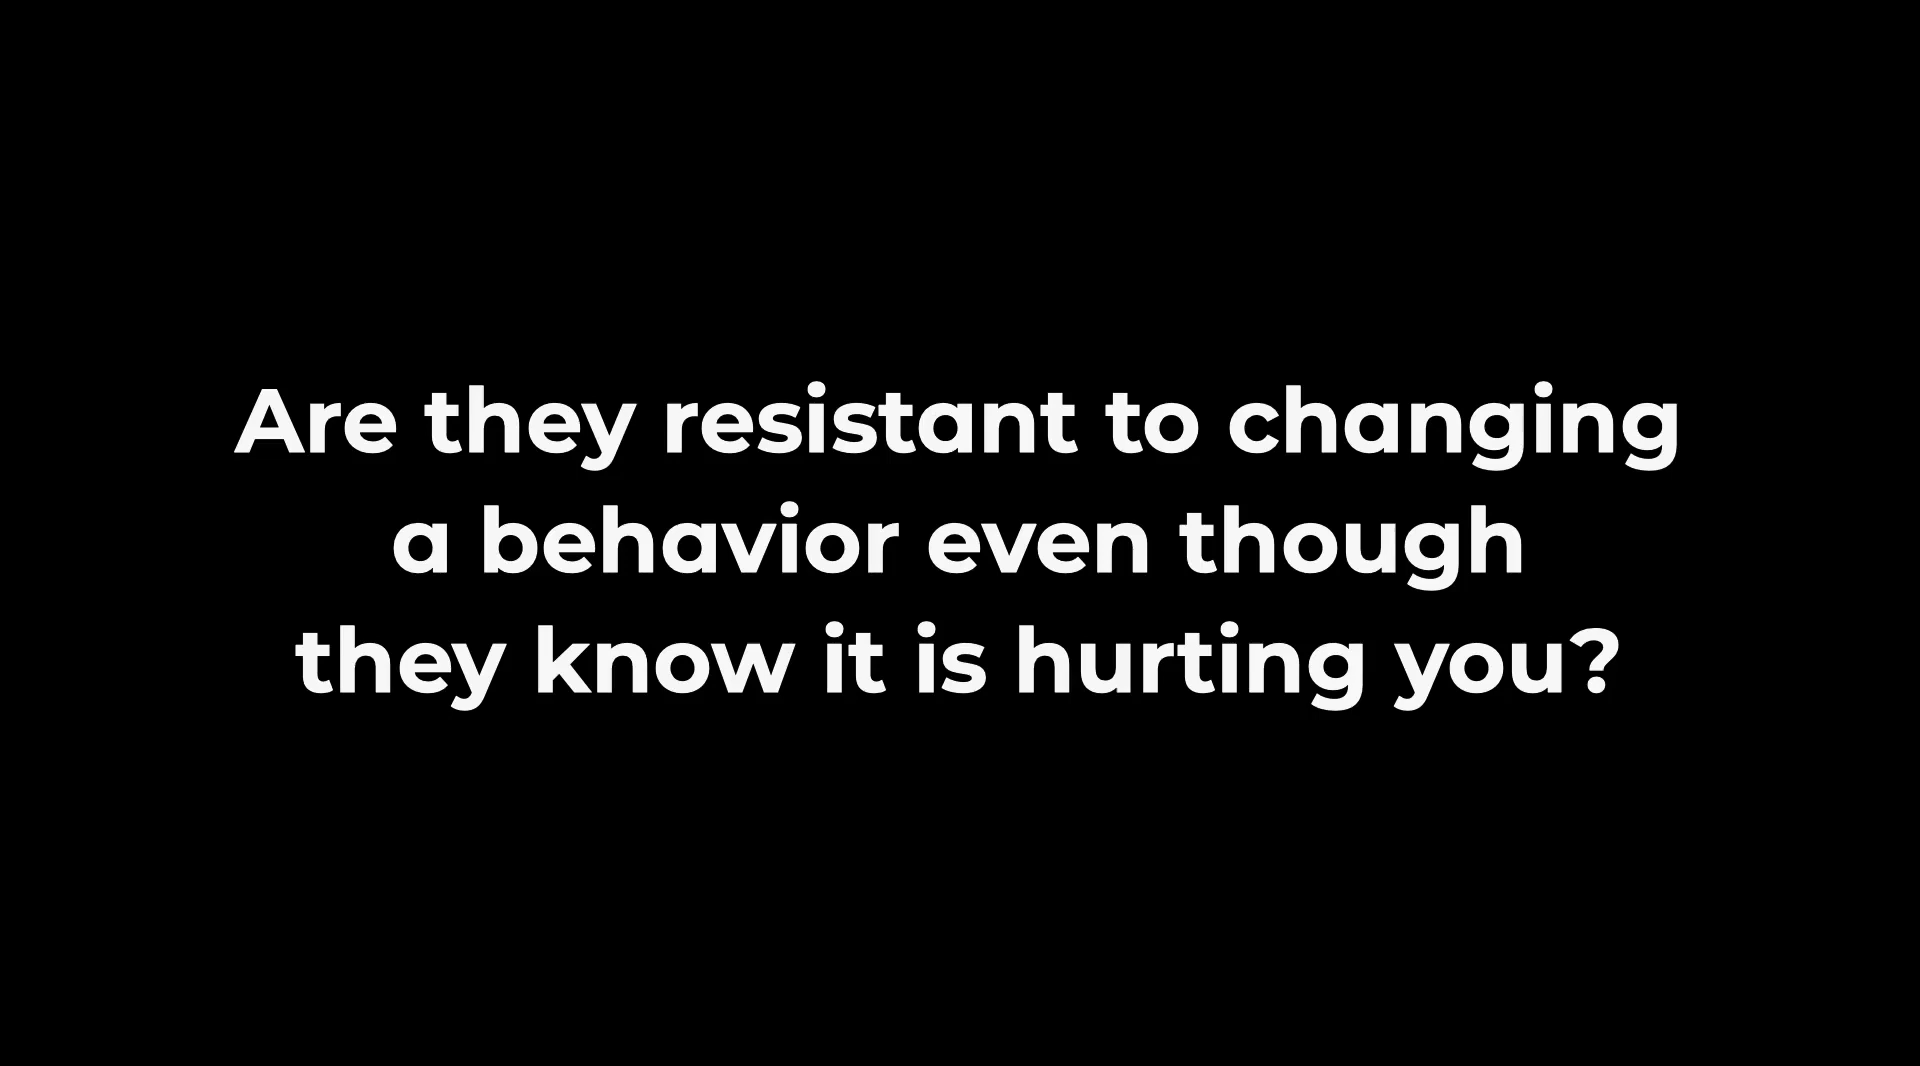 Are they resistant to changing
a behavior even though
they know it is hurting you?